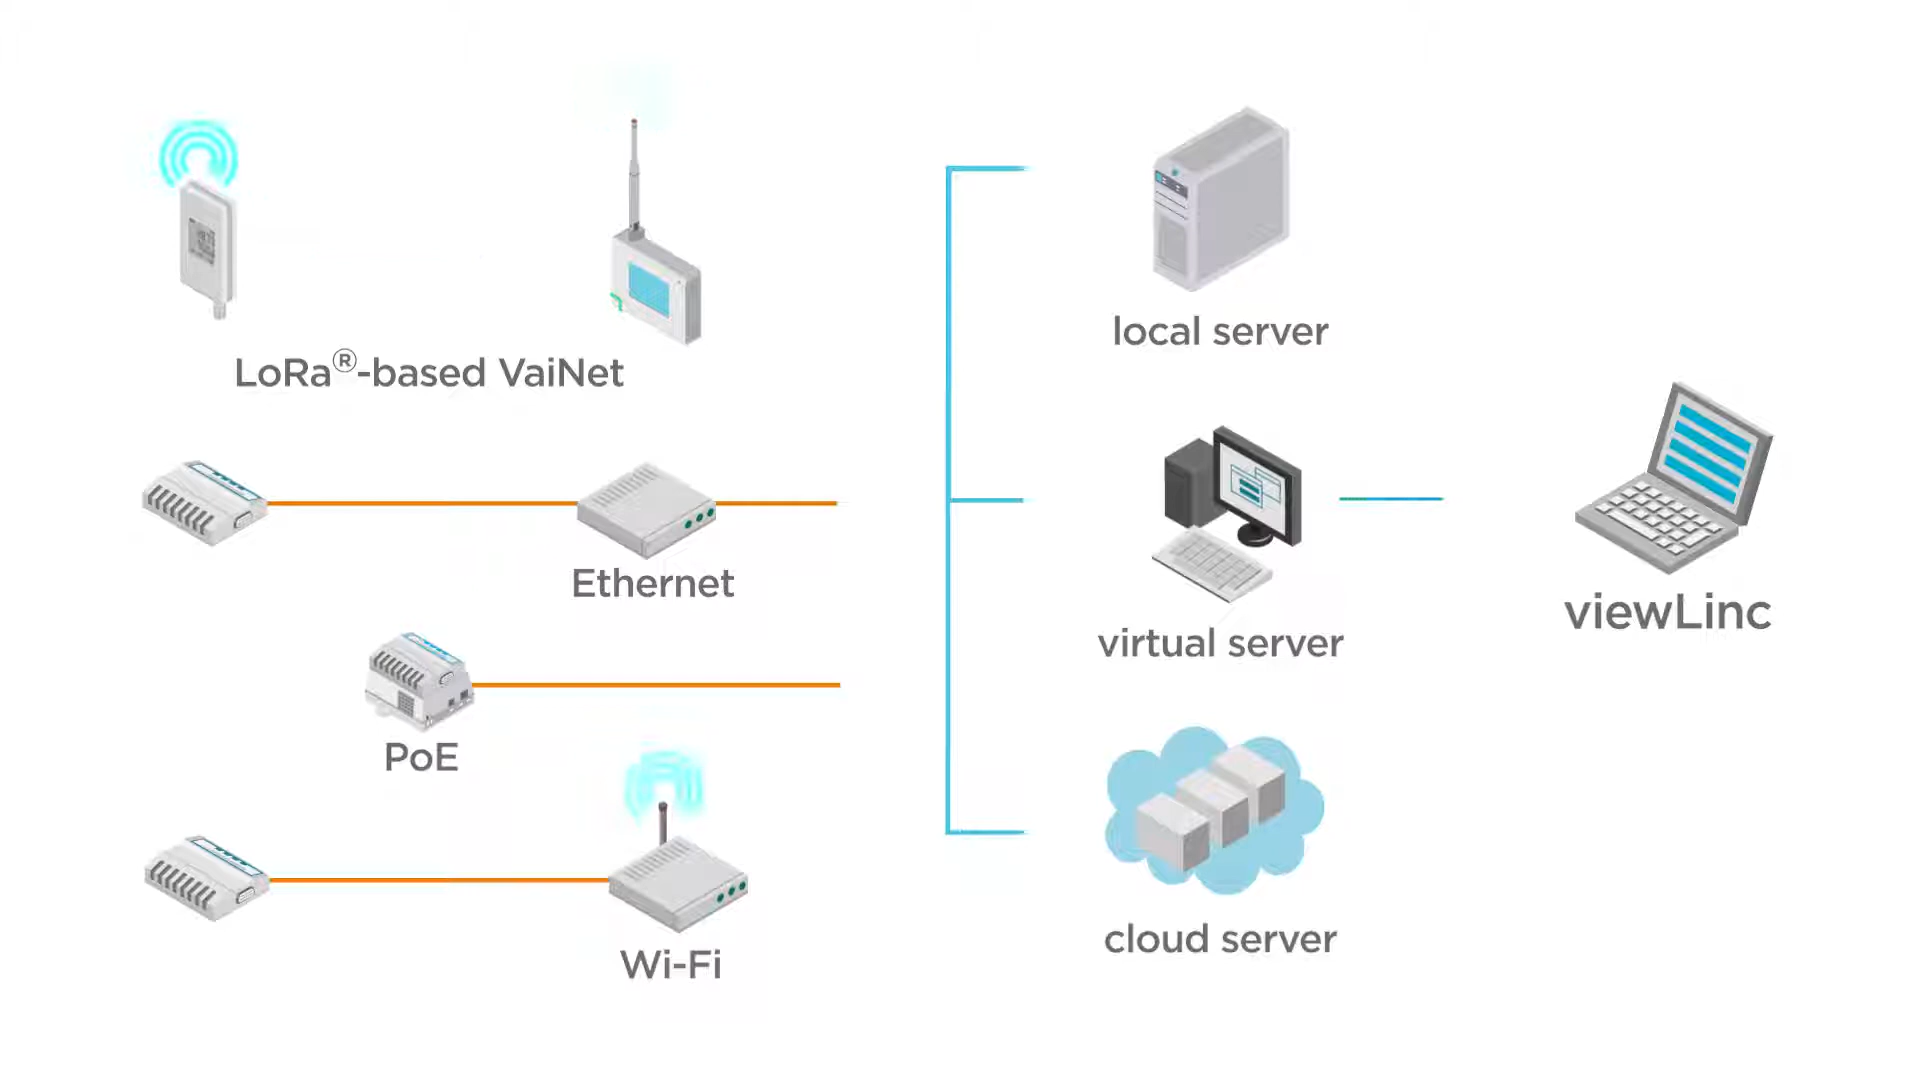 LoRa®-based VaiNet
Ethernet
PoE
Wi-Fi
local server
virtual server
cloud server
viewLinc